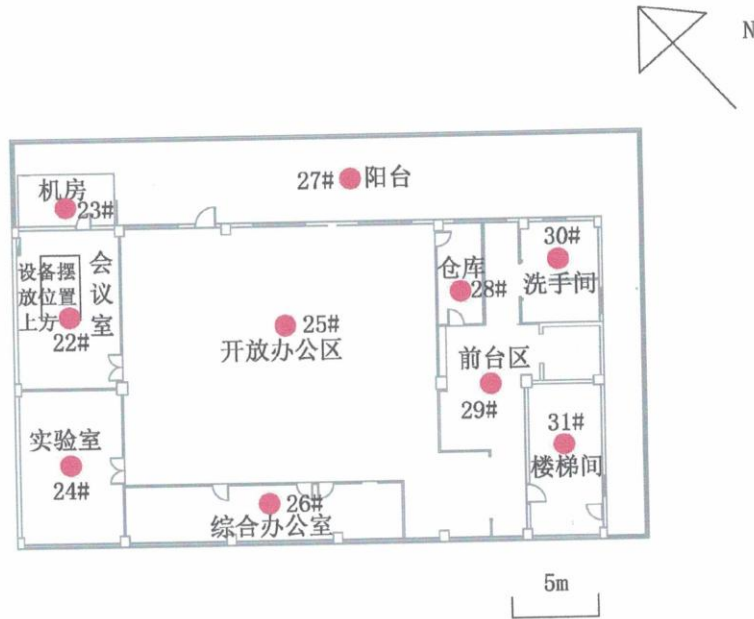 N
27#阳台
机房
23#
30#
洗手间
仓库
28#
会议室
设备摆
放位置
上方
22#
25#
开放办公区
前台区
29#
31#
楼梯间
实验室
24#
26#
综合办公室
5m